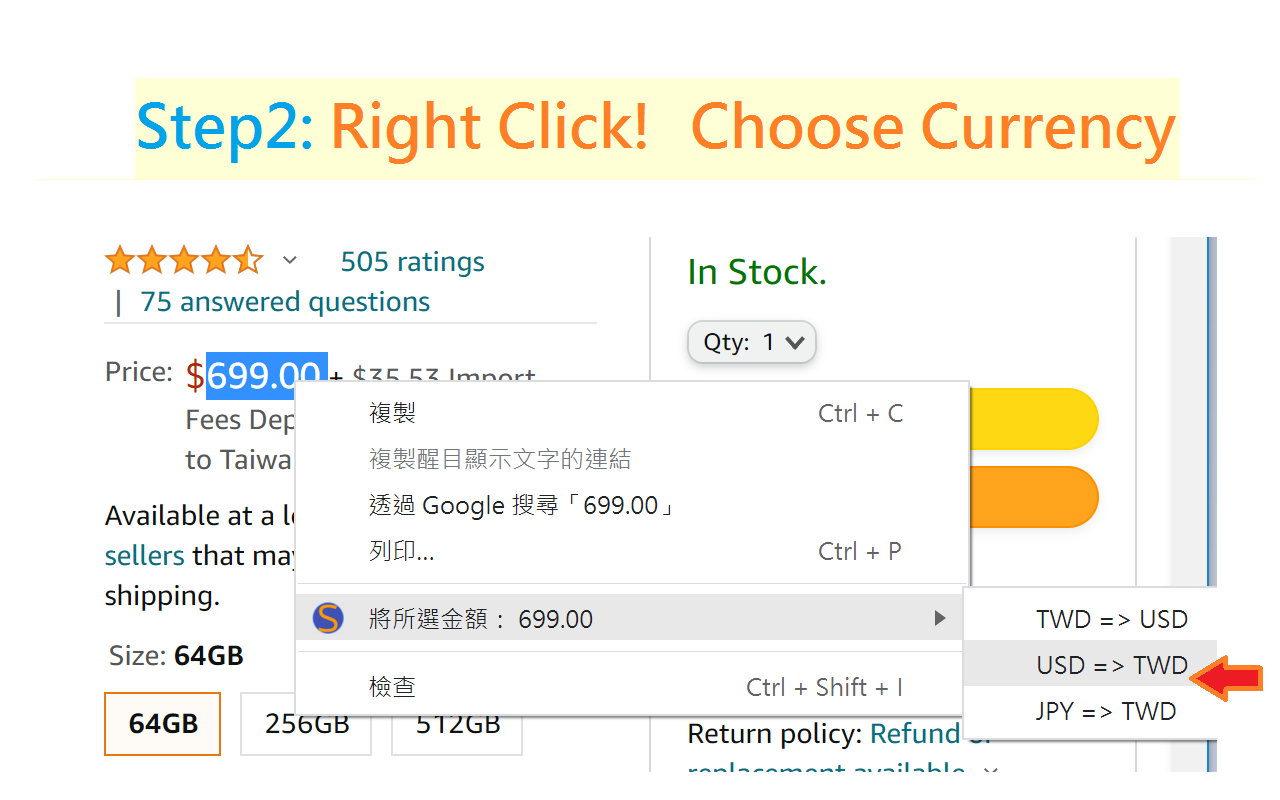 Step2: Right Click! Choose Currency
505 ratings
| 75 answered questions
Price: $699.00 + $35.53 Import
Fees Dep
to Taiwa
Available at a l
sellers that may
shipping.
Size: 64GB
64GB 256GB 512GB
In Stock.
Qty: 1
複製 Ctrl + C
複製醒目顯示文字的連結
透過 Google 搜尋「699.00」
列印... Ctrl + P
S 將所選金額： 699.00
檢查 Ctrl + Shift + I
TWD = > USD
USD = > TWD
JPY = > TWD
Return policy: Refund or
replacement available